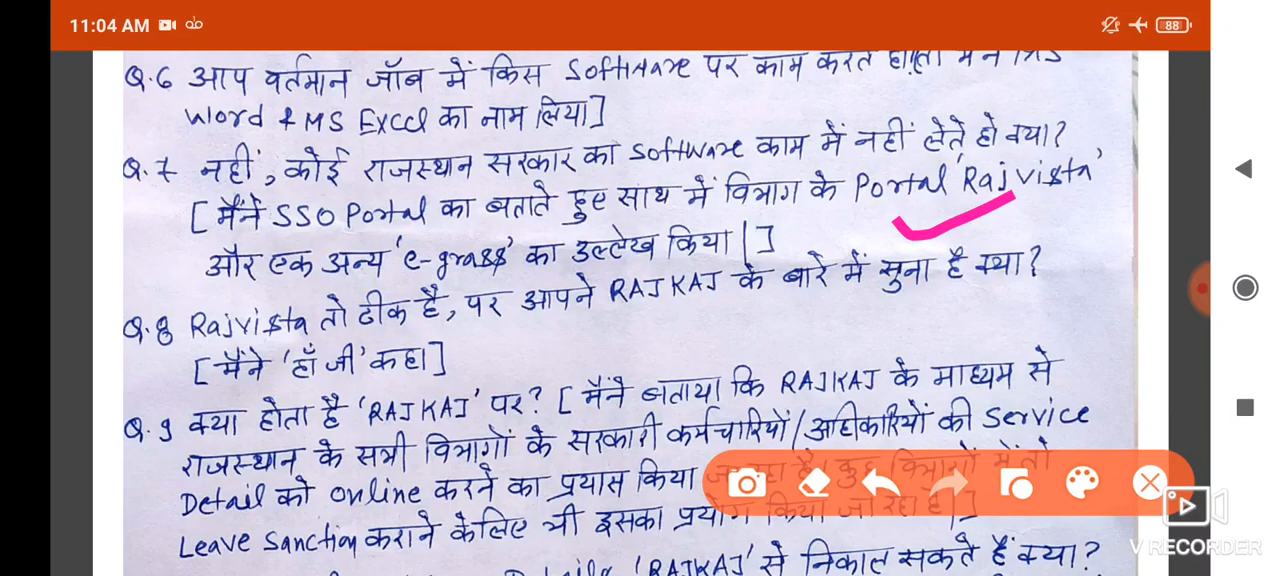 11:04 AM
88
Q.6 आप वर्तमान जॉब में किस Software पर काम करते हो
Word & MS Excel का नाम लिया]
Q.7 नहीं, कोई राजस्थान सरकार का Software काम में नहीं लेते हो क्या?
[मैंने SSO Portal का बताते हुए साथ में विभाग के Portal 'Rajvista'
और एक अन्य 'e-grass' का उल्लेख किया|]
Q.8 Rajvista तो ठीक है, पर आपने RAJKAJ के बारे में सुना है क्या?
[मैंने 'हाँ जी' कहा]
Q.9 क्या होता है 'RAJKAJ' पर? [मैंने बताया कि RAJKAJ के माध्यम से
राजस्थान के सभी विभागों के सरकारी कर्मचारियों/अधिकारियों की Service
Detail को online करने का प्रयास किया जा रहा है। कुछ विभागों में तो
Leave Sanction कराने के लिए भी इसका प्रयोग किया जा रहा है|]
'RAJKAJ' से निकाल सकते हैं क्या?
V RECORDER